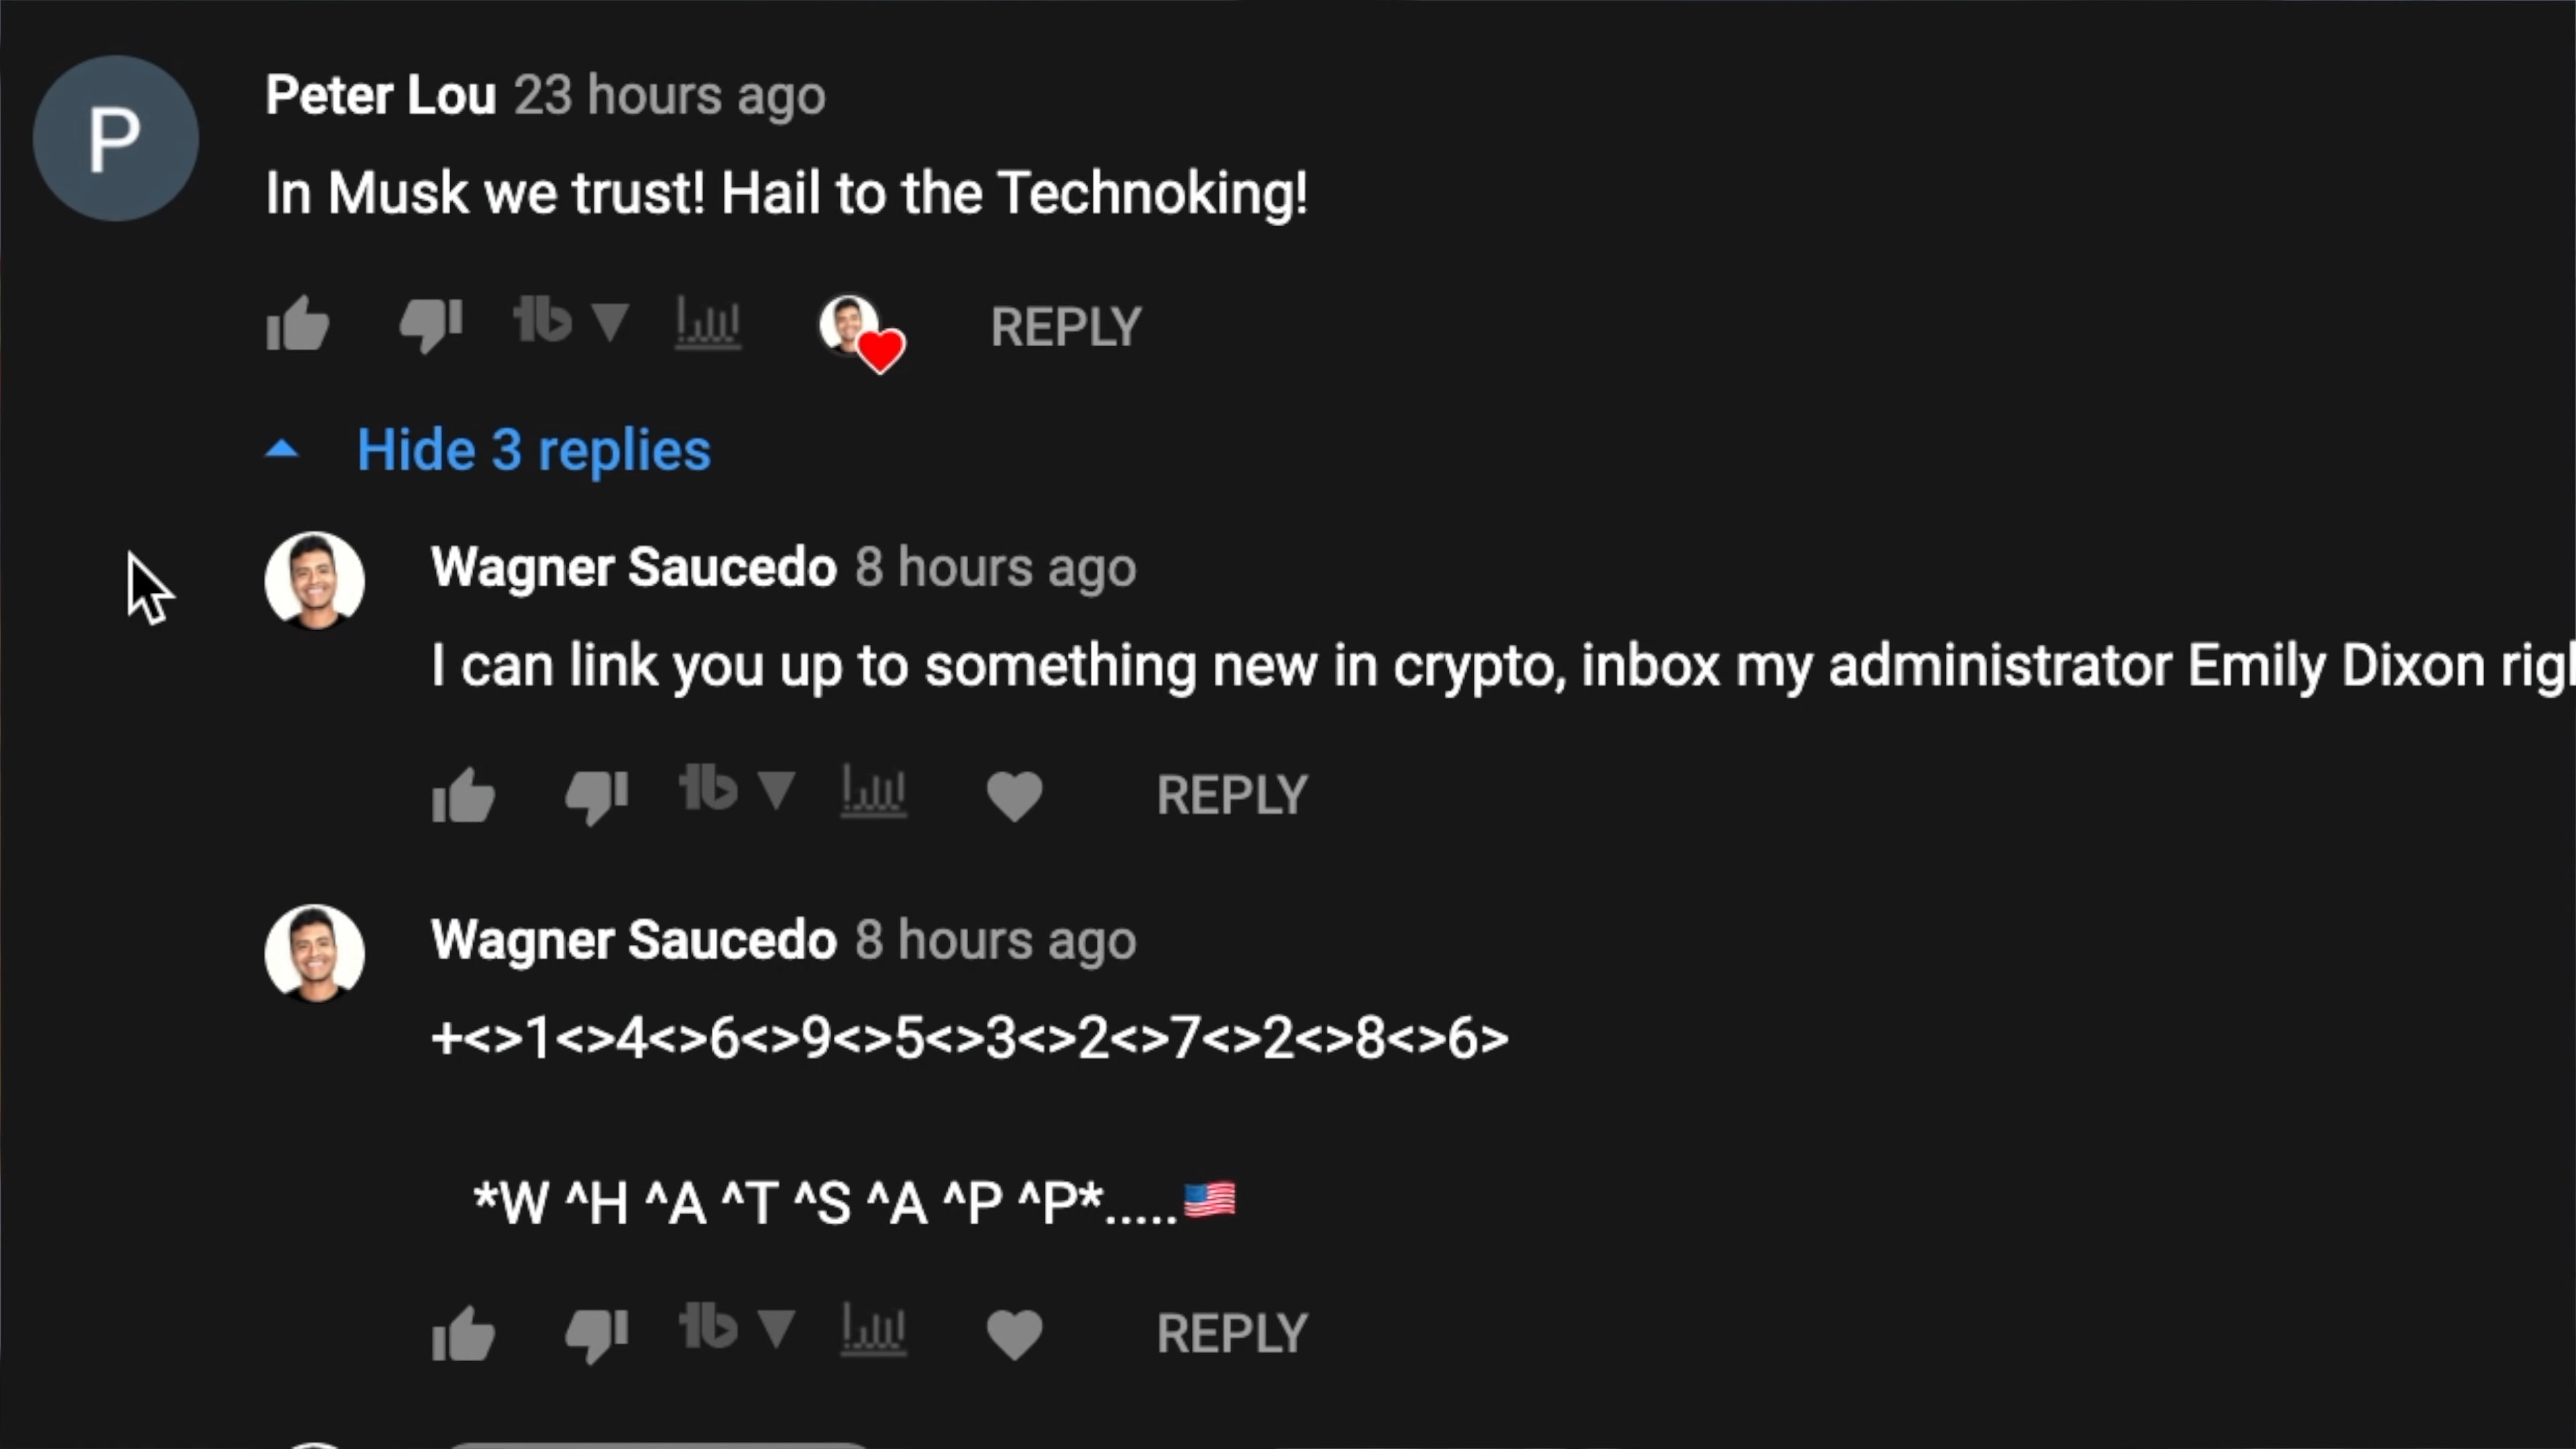 P
Peter Lou 23 hours ago
In Musk we trust! Hail to the Technoking!
REPLY
Hide 3 replies
Wagner Saucedo 8 hours ago
I can link you up to something new in crypto, inbox my administrator Emily Dixon
REPLY
Wagner Saucedo 8 hours ago
+<>1<>4<>6<>9<>5<>3<>2<>7<>2<>8<>6>
*W ^H ^A ^T ^S ^A ^P ^P*.....🇺🇸
REPLY